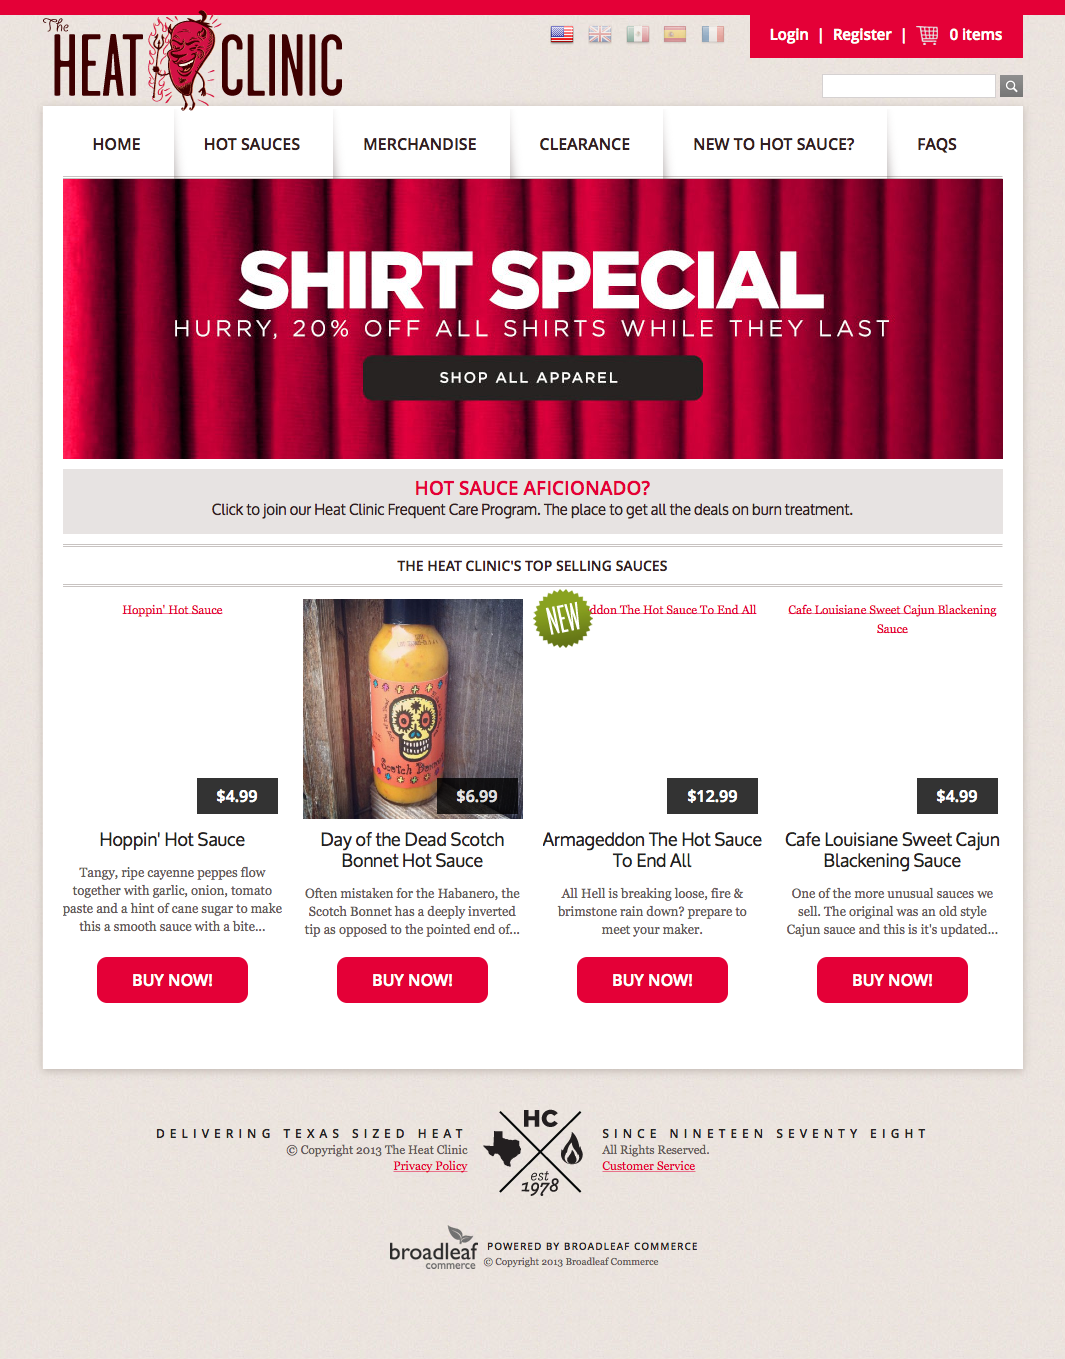 The
HEAT CLINIC
Login | Register | 0 items
HOME HOT SAUCES MERCHANDISE CLEARANCE NEW TO HOT SAUCE? FAQS
SHIRT SPECIAL
HURRY, 20% OFF ALL SHIRTS WHILE THEY LAST
SHOP ALL APPAREL
HOT SAUCE AFICIONADO?
Click to join our Heat Clinic Frequent Care Program. The place to get all the deals on burn treatment.
THE HEAT CLINIC'S TOP SELLING SAUCES
Hoppin' Hot Sauce
$4.99
Hoppin' Hot Sauce
Tangy, ripe cayenne peppes flow
together with garlic, onion, tomato
paste and a hint of cane sugar to make
this a smooth sauce with a bite...
BUY NOW!
Scotch Bonnet
$6.99
Day of the Dead Scotch
Bonnet Hot Sauce
Often mistaken for the Habanero, the
Scotch Bonnet has a deeply inverted
tip as opposed to the pointed end of...
BUY NOW!
NEW
ddon The Hot Sauce To End All
$12.99
Armageddon The Hot Sauce
To End All
All Hell is breaking loose, fire &
brimstone rain down? prepare to
meet your maker.
BUY NOW!
Cafe Louisiane Sweet Cajun Blackening
Sauce
$4.99
Cafe Louisiane Sweet Cajun
Blackening Sauce
One of the more unusual sauces we
sell. The original was an old style
Cajun sauce and this is it's updated...
BUY NOW!
DELIVERING TEXAS SIZED HEAT
© Copyright 2013 The Heat Clinic
Privacy Policy
HC
est
1978
SINCE NINETEEN SEVENTY EIGHT
All Rights Reserved.
Customer Service
broadleaf
commerce
POWERED BY BROADLEAF COMMERCE
© Copyright 2013 Broadleaf Commerce